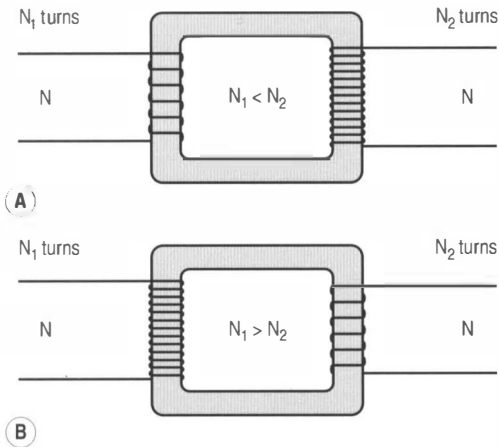 N₁ turns
N₂ turns
N
N₁ < N₂
N
A
N₁ turns
N₂ turns
N
N₁ > N₂
N
B